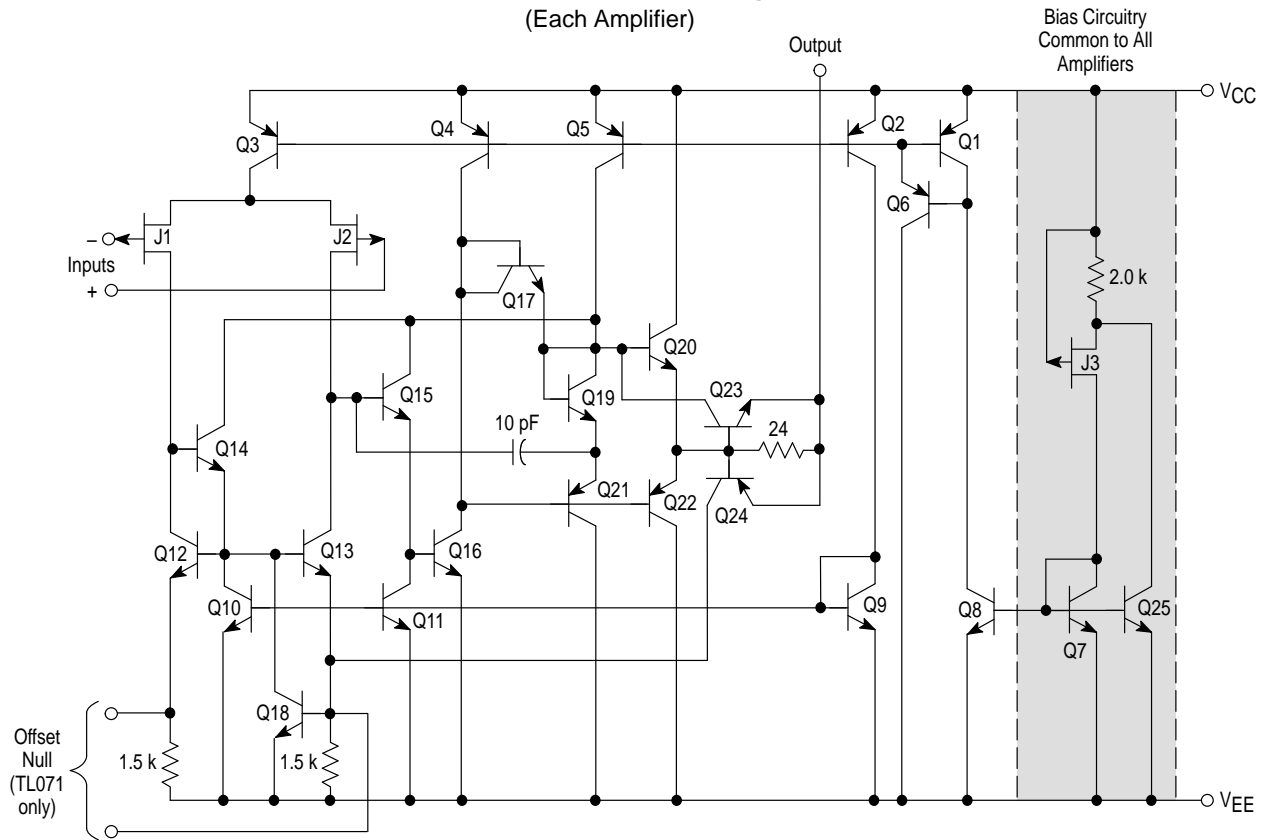 (Each Amplifier)
Bias Circuitry
Common to All
Amplifiers
Output
VCC
Q3
Q4
Q5
Q2
Q1
Q6
–
J1
J2
Inputs
+
Q17
2.0 k
J3
Q20
Q15
Q19
Q23
10 pF
24
Q14
Q21
Q22
Q24
Q12
Q13
Q16
Q10
Q11
Q9
Q8
Q25
Q7
Q18
Offset
Null
(TL071
only)
1.5 k
1.5 k
VEE